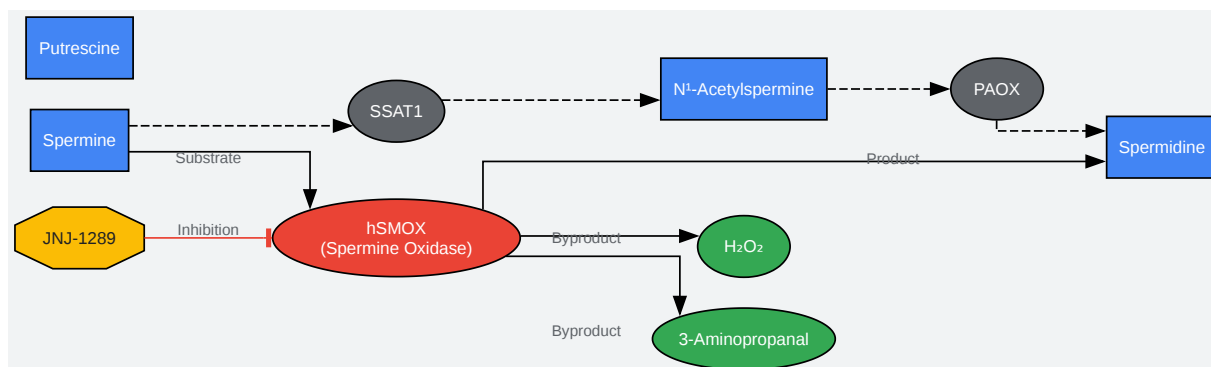 Putrescine
N¹-Acetylspermine
PAOX
SSAT1
Spermine
Spermidine
Substrate
Product
Inhibition
JNJ-1289
hSMOX
(Spermine Oxidase)
Byproduct
H₂O₂
Byproduct
3-Aminopropanal